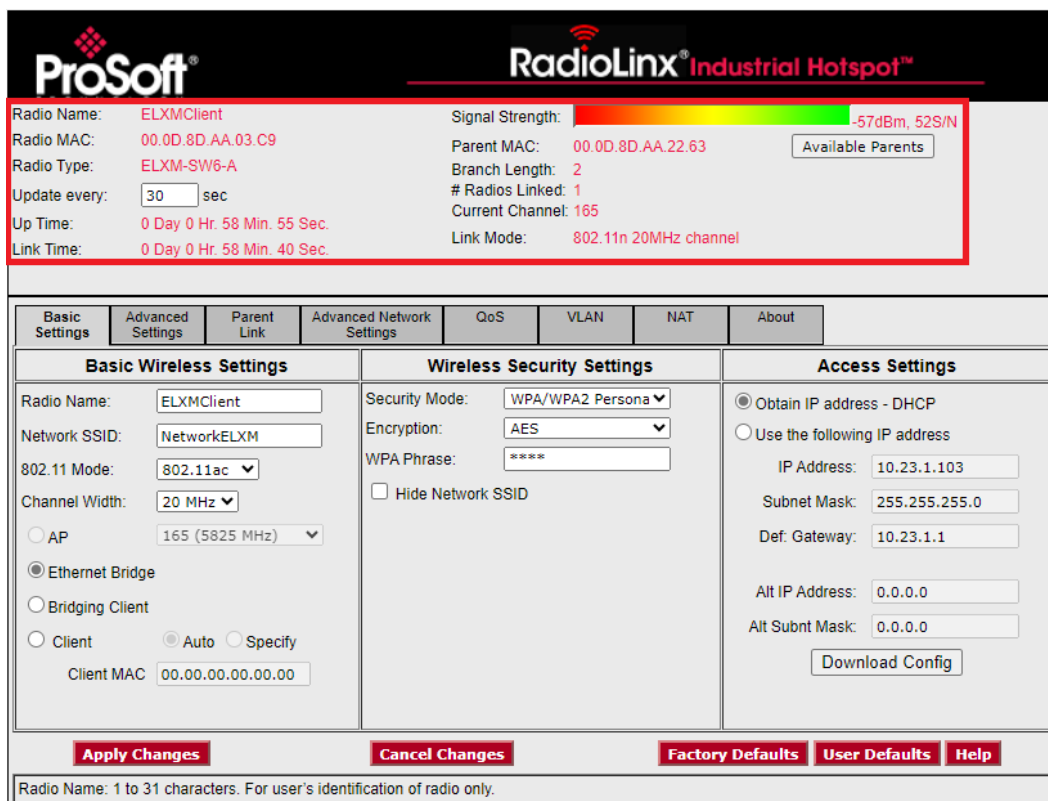 ProSoft®
RadioLinx® Industrial Hotspot™
Radio Name: ELXMClient
Radio MAC: 00.0D.8D.AA.03.C9
Radio Type: ELXM-SW6-A
Update every: 30 sec
Up Time: 0 Day 0 Hr. 58 Min. 55 Sec.
Link Time: 0 Day 0 Hr. 58 Min. 40 Sec.
Signal Strength: -57dBm, 52S/N
Parent MAC: 00.0D.8D.AA.22.63 Available Parents
Branch Length: 2
# Radios Linked: 1
Current Channel: 165
Link Mode: 802.11n 20MHz channel
Basic Settings
Advanced Settings
Parent Link
Advanced Network Settings
QoS
VLAN
NAT
About
Basic Wireless Settings
Radio Name: ELXMClient
Network SSID: NetworkELXM
802.11 Mode: 802.11ac
Channel Width: 20 MHz
AP 165 (5825 MHz)
Ethernet Bridge
Bridging Client
Client Auto Specify
Client MAC 00.00.00.00.00.00
Wireless Security Settings
Security Mode: WPA/WPA2 Persona
Encryption: AES
WPA Phrase: ****
Hide Network SSID
Access Settings
Obtain IP address - DHCP
Use the following IP address
IP Address: 10.23.1.103
Subnet Mask: 255.255.255.0
Def: Gateway: 10.23.1.1
Alt IP Address: 0.0.0.0
Alt Subnt Mask: 0.0.0.0
Download Config
Apply Changes Cancel Changes Factory Defaults User Defaults Help
Radio Name: 1 to 31 characters. For user's identification of radio only.